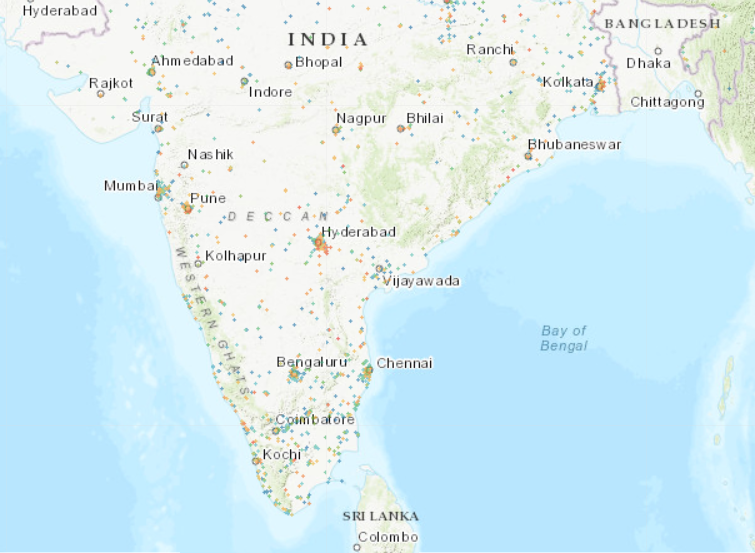 Hyderabad
INDIA
BANGLADESH
Ranchi
Ahmedabad
Bhopal
Dhaka
Rajkot
Indore
Kolkata
Chittagong
Surat
Nagpur
Bhilai
Bhubaneswar
Nashik
Mumbai
Pune
DECCAN
Hyderabad
WESTERN GHATS
Kolhapur
Vijayawada
Bay of
Bengal
Bengaluru
Chennai
Coimbatore
Kochi
SRI LANKA
Colombo